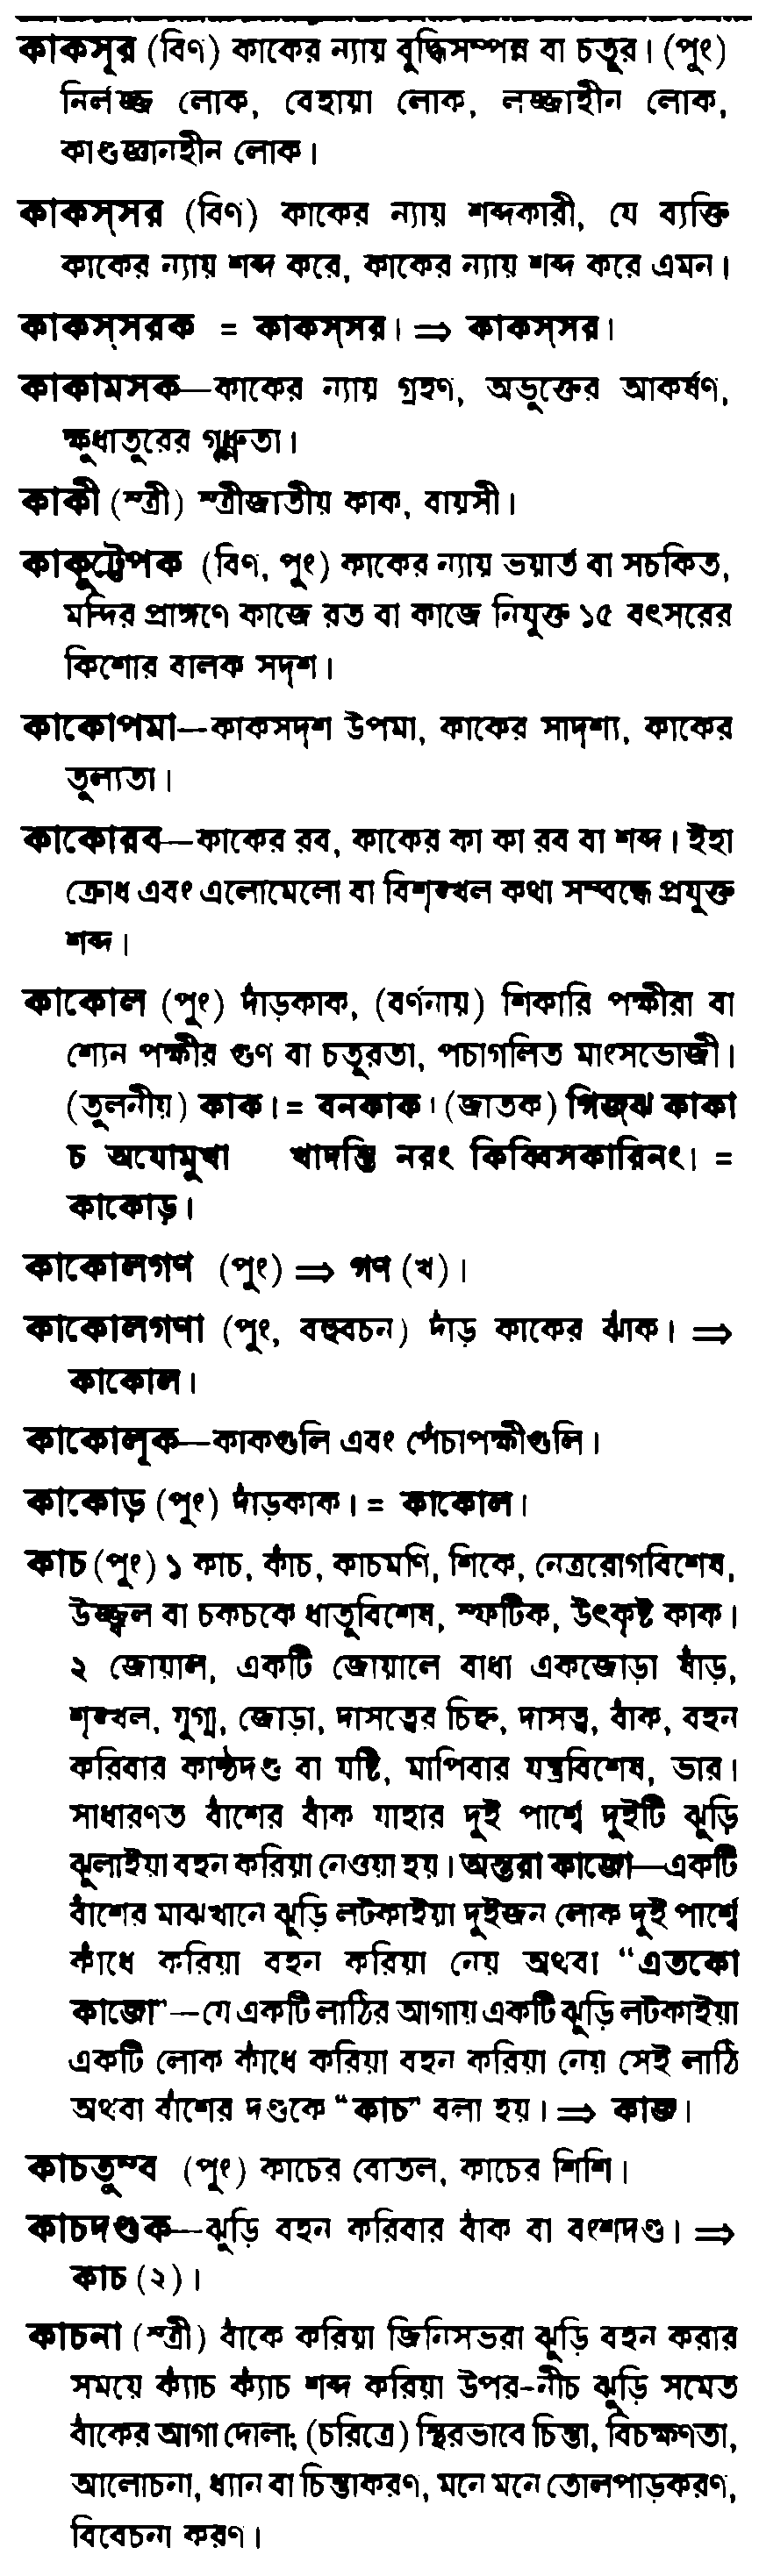 কাকসূর (বিণ) কাকের ন্যায় বুদ্ধিসম্পন্ন বা চতুর। (পুং)
নির্লজ্জ লোক, বেহায়া লোক, লজ্জাহীন লোক,
কাণ্ডজ্ঞানহীন লোক।
কাকস্সর (বিণ) কাকের ন্যায় শব্দকারী, যে ব্যক্তি
কাকের ন্যায় শব্দ করে, কাকের ন্যায় শব্দ করে এমন।
কাকস্সরক = কাকস্সর। ⇒ কাকস্সর।
কাকামসক—কাকের ন্যায় গ্রহণ, অভুক্তের আকর্ষণ,
ক্ষুধাতুরের গৃধ্নুতা।
কাকী (স্ত্রী) স্ত্রীজাতীয় কাক, বায়সী।
কাকুট্টেপক (বিণ, পুং) কাকের ন্যায় ভয়ার্ত বা সচকিত,
মন্দির প্রাঙ্গণে কাজে রত বা কাজে নিযুক্ত ১৫ বৎসরের
কিশোর বালক সদৃশ।
কাকোপমা—কাকসদৃশ উপমা, কাকের সাদৃশ্য, কাকের
তুল্যতা।
কাকোরব—কাকের রব, কাকের কা কা রব বা শব্দ। ইহা
ক্রোধ এবং এলোমেলো বা বিশৃঙ্খল কথা সম্বন্ধে প্রযুক্ত
শব্দ।
কাকোল (পুং) দাঁড়কাক, (বর্ণনায়) শিকারি পক্ষীরা বা
শ্যেন পক্ষীর গুণ বা চতুরতা, পচাগলিত মাংসভোজী।
(তুলনীয়) কাক। = বনকাক। (জাতক) গিজ্ঝ কাকা
চ অযোমুখা খাদন্তি নরং কিব্বিসকারিনং। =
কাকোড়।
কাকোলগণ (পুং) ⇒ গণ (খ)।
কাকোলগণা (পুং, বহুবচন) দাঁড় কাকের ঝাঁক। ⇒
কাকোল।
কাকোলূক—কাকগুলি এবং পেঁচাপক্ষীগুলি।
কাকোড় (পুং) দাঁড়কাক। = কাকোল।
কাচ (পুং) ১ কাচ, কাঁচ, কাচমণি, শিকে, নেত্ররোগবিশেষ,
উজ্জ্বল বা চকচকে ধাতুবিশেষ, স্ফটিক, উৎকৃষ্ট কাক।
২ জোয়াল, একটি জোয়ালে বাধা একজোড়া ষাঁড়,
শৃঙ্খল, যুগ্ম, জোড়া, দাসত্বের চিহ্ন, দাসত্ব, বাঁক, বহন
করিবার কাষ্ঠদণ্ড বা যষ্টি, মাপিবার যন্ত্রবিশেষ, ভার।
সাধারণত বাঁশের বাঁক যাহার দুই পার্শ্বে দুইটি ঝুড়ি
ঝুলাইয়া বহন করিয়া নেওয়া হয়। অন্তরা কাজো—একটি
বাঁশের মাঝখানে ঝুড়ি লটকাইয়া দুইজন লোক দুই পার্শ্বে
কাঁধে করিয়া বহন করিয়া নেয় অথবা "এতকো
কাজো"—যে একটি লাঠির আগায় একটি ঝুড়ি লটকাইয়া
একটি লোক কাঁধে করিয়া বহন করিয়া নেয় সেই লাঠি
অথবা বাঁশের দণ্ডকে "কাচ" বলা হয়। ⇒ কাজ।
কাচতুম্ব (পুং) কাচের বোতল, কাচের শিশি।
কাচদণ্ডক—ঝুড়ি বহন করিবার বাঁক বা বংশদণ্ড। ⇒
কাচ (২)।
কাচনা (স্ত্রী) বাঁকে করিয়া জিনিসভরা ঝুড়ি বহন করার
সময়ে ক্যাঁচ ক্যাঁচ শব্দ করিয়া উপর-নীচ ঝুড়ি সমেত
বাঁকের আগা দোলা; (চরিত্রে) স্থিরভাবে চিন্তা, বিচক্ষণতা,
আলোচনা, ধ্যান বা চিন্তাকরণ, মনে মনে তোলপাড়করণ,
বিবেচনা করণ।